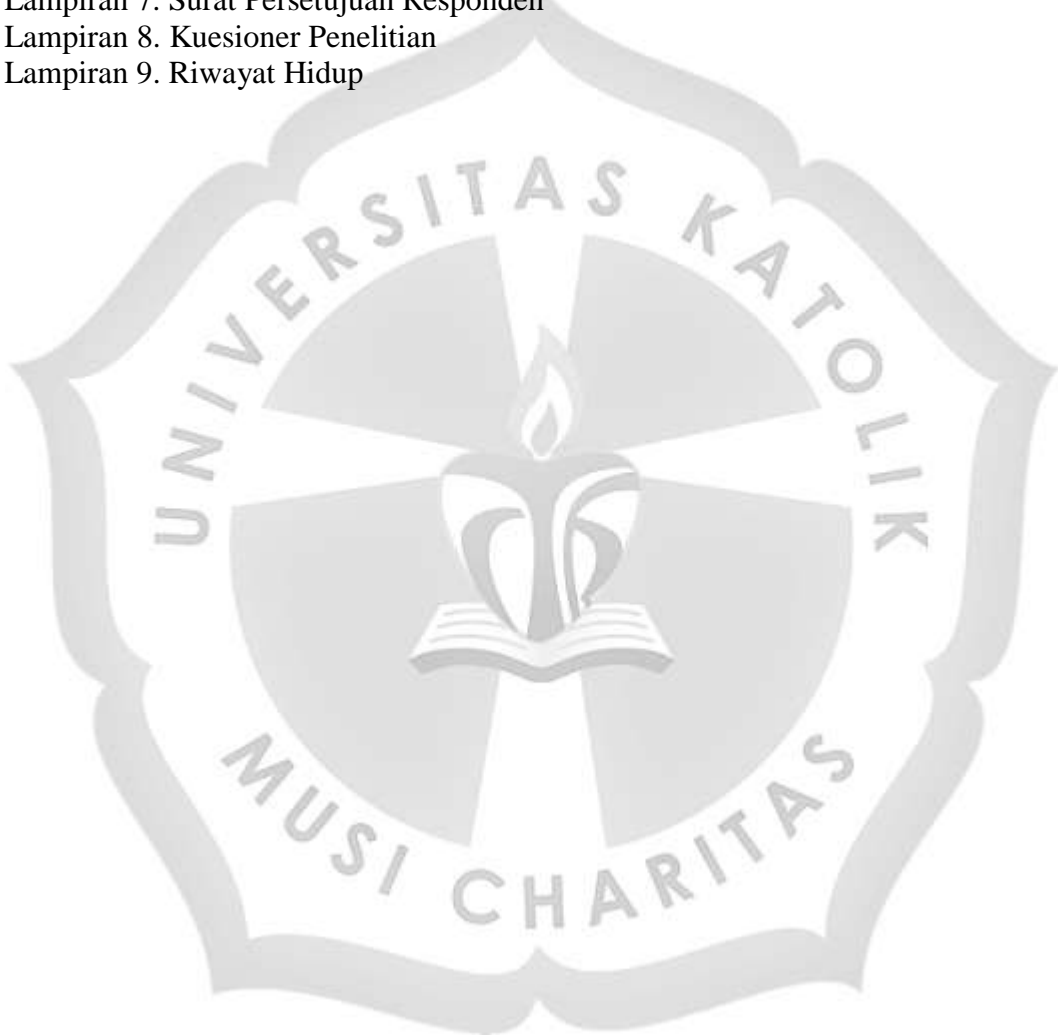 Lampiran 7. Surat Persetujuan Responden
Lampiran 8. Kuesioner Penelitian
Lampiran 9. Riwayat Hidup
UNIVERSITAS KATOLIK
MUSI CHARITAS